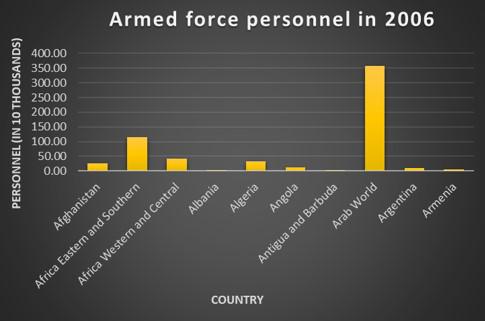 Armed force personnel in 2006
PERSONNEL (IN 10 THOUSANDS)
400.00
350.00
300.00
250.00
200.00
150.00
100.00
50.00
0.00
Afghanistan
Africa Eastern and Southern
Africa Western and Central
Albania
Algeria
Angola
Antigua and Barbuda
Arab World
Argentina
Armenia
COUNTRY